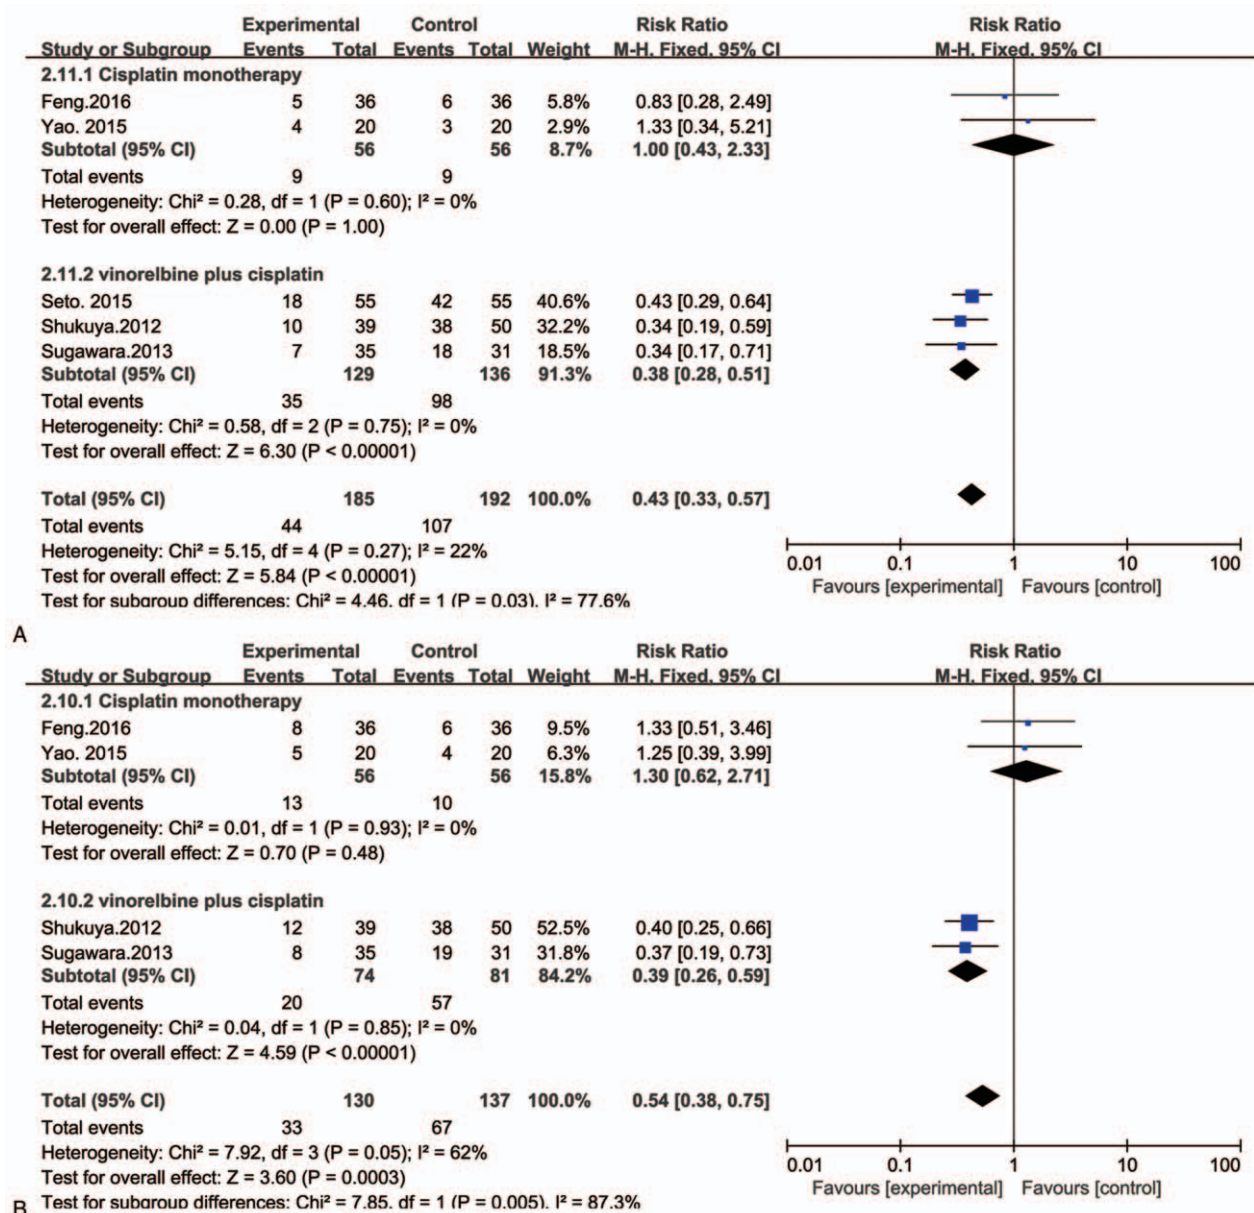 Experimental Control Risk Ratio Risk Ratio
Study or Subgroup Events Total Events Total Weight M-H, Fixed, 95% CI M-H, Fixed, 95% CI
2.11.1 Cisplatin monotherapy
Feng.2016 5 36 6 36 5.8% 0.83 [0.28, 2.49]
Yao. 2015 4 20 3 20 2.9% 1.33 [0.34, 5.21]
Subtotal (95% CI) 56 56 8.7% 1.00 [0.43, 2.33]
Total events 9 9
Heterogeneity: Chi² = 0.28, df = 1 (P = 0.60); I² = 0%
Test for overall effect: Z = 0.00 (P = 1.00)
2.11.2 vinorelbine plus cisplatin
Seto. 2015 18 55 42 55 40.6% 0.43 [0.29, 0.64]
Shukuya.2012 10 39 38 50 32.2% 0.34 [0.19, 0.59]
Sugawara.2013 7 35 18 31 18.5% 0.34 [0.17, 0.71]
Subtotal (95% CI) 129 136 91.3% 0.38 [0.28, 0.51]
Total events 35 98
Heterogeneity: Chi² = 0.58, df = 2 (P = 0.75); I² = 0%
Test for overall effect: Z = 6.30 (P < 0.00001)
Total (95% CI) 185 192 100.0% 0.43 [0.33, 0.57]
Total events 44 107
Heterogeneity: Chi² = 5.15, df = 4 (P = 0.27); I² = 22%
Test for overall effect: Z = 5.84 (P < 0.00001)
Test for subgroup differences: Chi² = 4.46, df = 1 (P = 0.03), I² = 77.6%
0.01 0.1 1 10 100
Favours [experimental] Favours [control]
A
Experimental Control Risk Ratio Risk Ratio
Study or Subgroup Events Total Events Total Weight M-H, Fixed, 95% CI M-H, Fixed, 95% CI
2.10.1 Cisplatin monotherapy
Feng.2016 8 36 6 36 9.5% 1.33 [0.51, 3.46]
Yao. 2015 5 20 4 20 6.3% 1.25 [0.39, 3.99]
Subtotal (95% CI) 56 56 15.8% 1.30 [0.62, 2.71]
Total events 13 10
Heterogeneity: Chi² = 0.01, df = 1 (P = 0.93); I² = 0%
Test for overall effect: Z = 0.70 (P = 0.48)
2.10.2 vinorelbine plus cisplatin
Shukuya.2012 12 39 38 50 52.5% 0.40 [0.25, 0.66]
Sugawara.2013 8 35 19 31 31.8% 0.37 [0.19, 0.73]
Subtotal (95% CI) 74 81 84.2% 0.39 [0.26, 0.59]
Total events 20 57
Heterogeneity: Chi² = 0.04, df = 1 (P = 0.85); I² = 0%
Test for overall effect: Z = 4.59 (P < 0.00001)
Total (95% CI) 130 137 100.0% 0.54 [0.38, 0.75]
Total events 33 67
Heterogeneity: Chi² = 7.92, df = 3 (P = 0.05); I² = 62%
Test for overall effect: Z = 3.60 (P = 0.0003)
Test for subgroup differences: Chi² = 7.85, df = 1 (P = 0.005), I² = 87.3%
0.01 0.1 1 10 100
Favours [experimental] Favours [control]
B